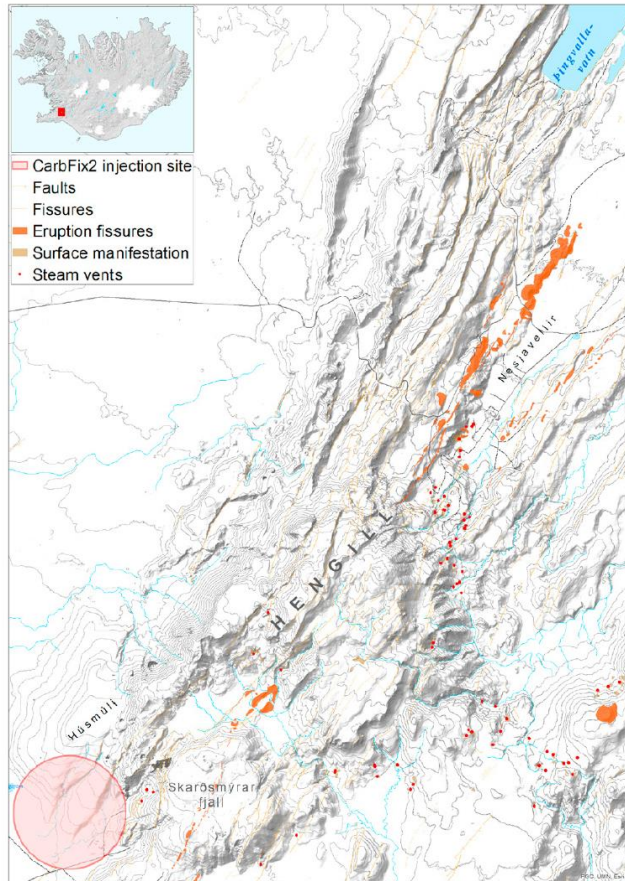 Þingvalla-
vatn
CarbFix2 injection site
Faults
Fissures
Eruption fissures
Surface manifestation
Steam vents
Nesjavellir
HENGILL
Húsmúli
Skarðsmýrar
fjall